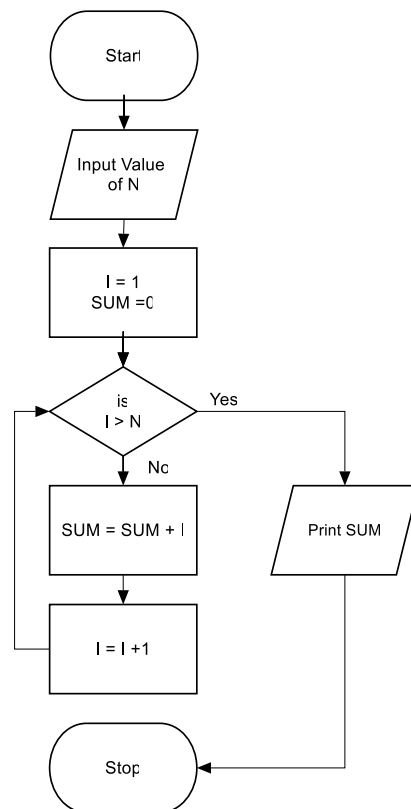 Start
Input Value
of N
I = 1
SUM =0
is
I > N
Yes
No
SUM = SUM + I
Print SUM
I = I +1
Stop